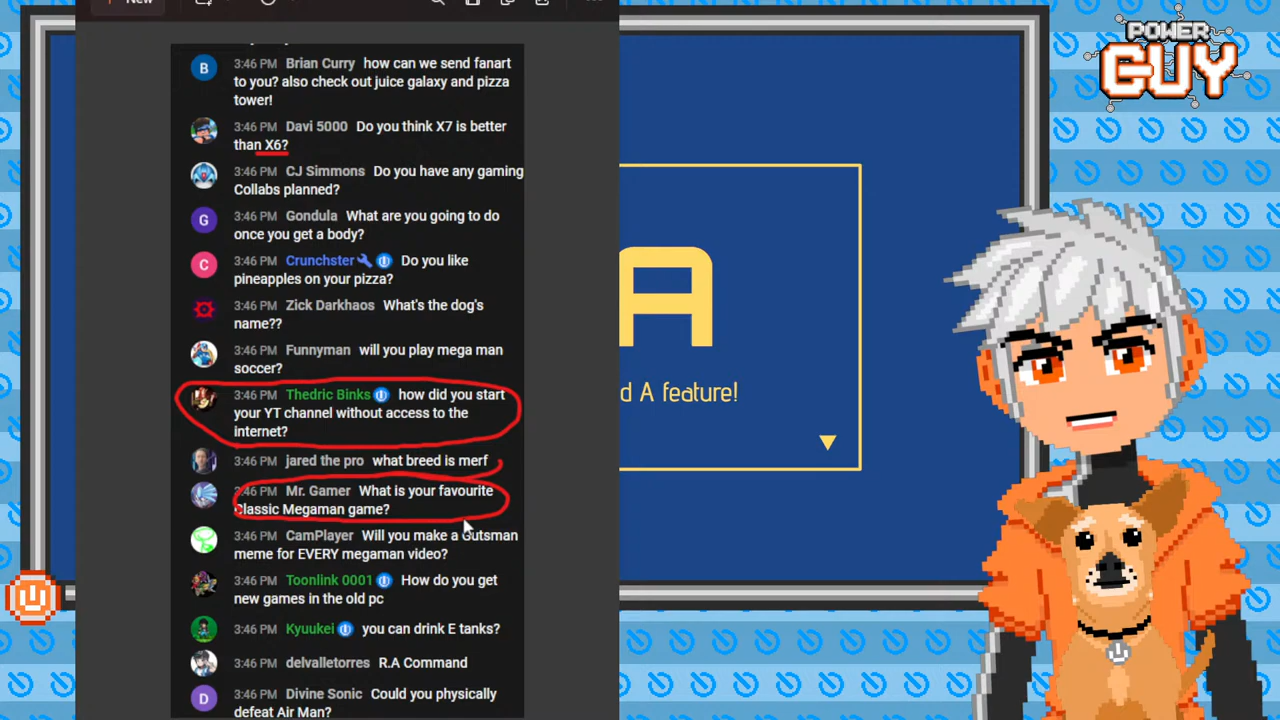 New
3:46 PM Brian Curry how can we send fanart
to you? also check out juice galaxy and pizza
tower!
3:46 PM Davi 5000 Do you think X7 is better
than X6?
3:46 PM CJ Simmons Do you have any gaming
Collabs planned?
G 3:46 PM Gondula What are you going to do
once you get a body?
C 3:46 PM Crunchster Do you like
pineapples on your pizza?
3:46 PM Zick Darkhaos What's the dog's
name??
3:46 PM Funnyman will you play mega man
soccer?
3:46 PM Thedric Binks how did you start
your YT channel without access to the
internet?
3:46 PM jared the pro what breed is merf
3:46 PM Mr. Gamer What is your favourite
Classic Megaman game?
3:46 PM CamPlayer Will you make a Gutsman
meme for EVERY megaman video?
3:46 PM Toonlink 0001 How do you get
new games in the old pc
3:46 PM Kyuukei you can drink E tanks?
3:46 PM delvalletorres R.A Command
D 3:46 PM Divine Sonic Could you physically
defeat Air Man?
B
A
d A feature!
POWER
GUY